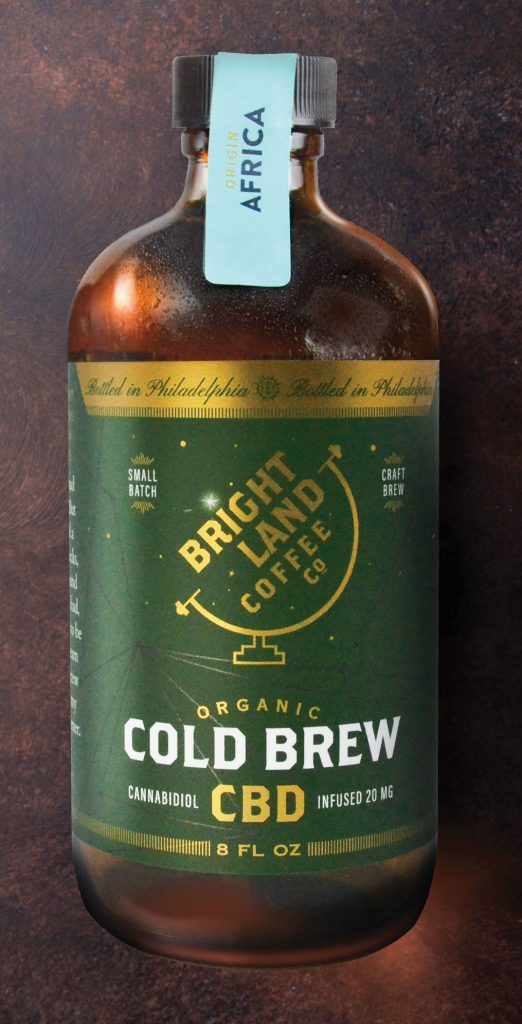 ORIGIN
AFRICA
Bottled in Philadelphia Bottled in Philadelphia
SMALL
BATCH
CRAFT
BREW
BRIGHT
LAND
COFFEE
Co
ORGANIC
COLD BREW
CANNABIDIOL CBD INFUSED 20 MG
8 FL OZ